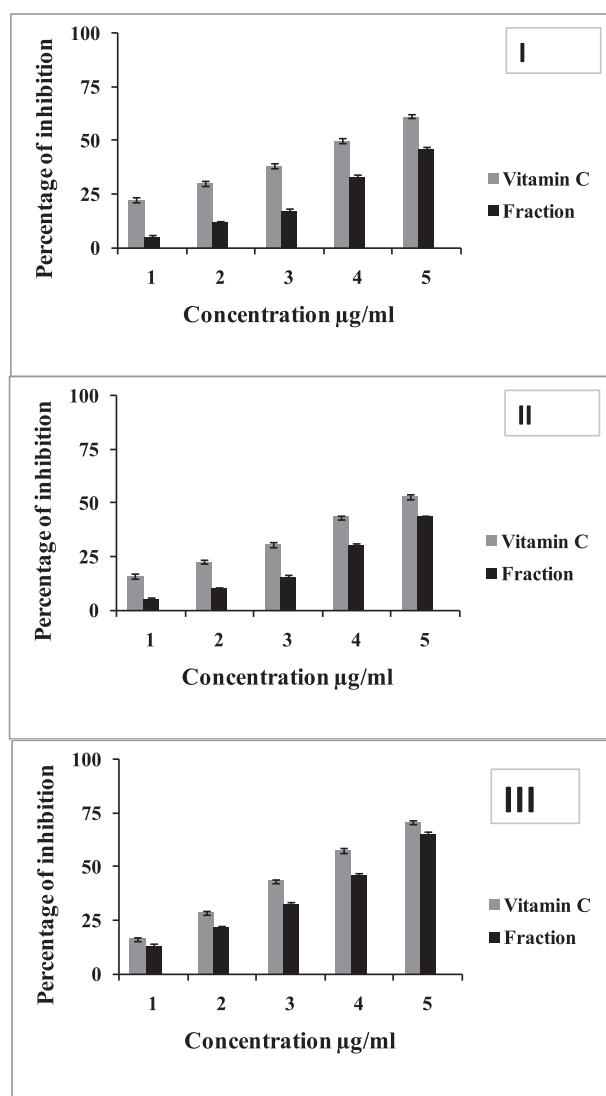 I
Percentage of inhibition
100
75
50
25
0
1 2 3 4 5
Concentration µg/ml
Vitamin C
Fraction
II
Percentage of inhibition
100
75
50
25
0
1 2 3 4 5
Concentration µg/ml
Vitamin C
Fraction
III
Percentage of inhibition
100
75
50
25
0
1 2 3 4 5
Concentration µg/ml
Vitamin C
Fraction